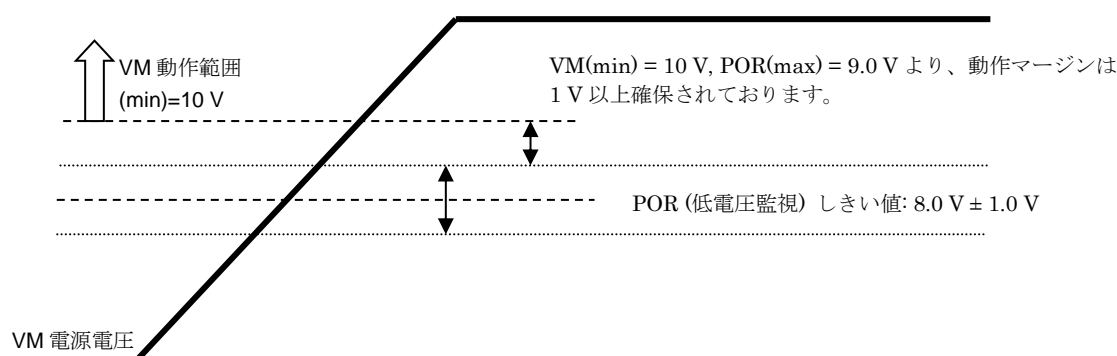 VM 動作範囲
(min)=10 V
VM(min) = 10 V, POR(max) = 9.0 V より、動作マージンは
1 V 以上確保されております。
POR (低電圧監視) しきい値: 8.0 V ± 1.0 V
VM 電源電圧